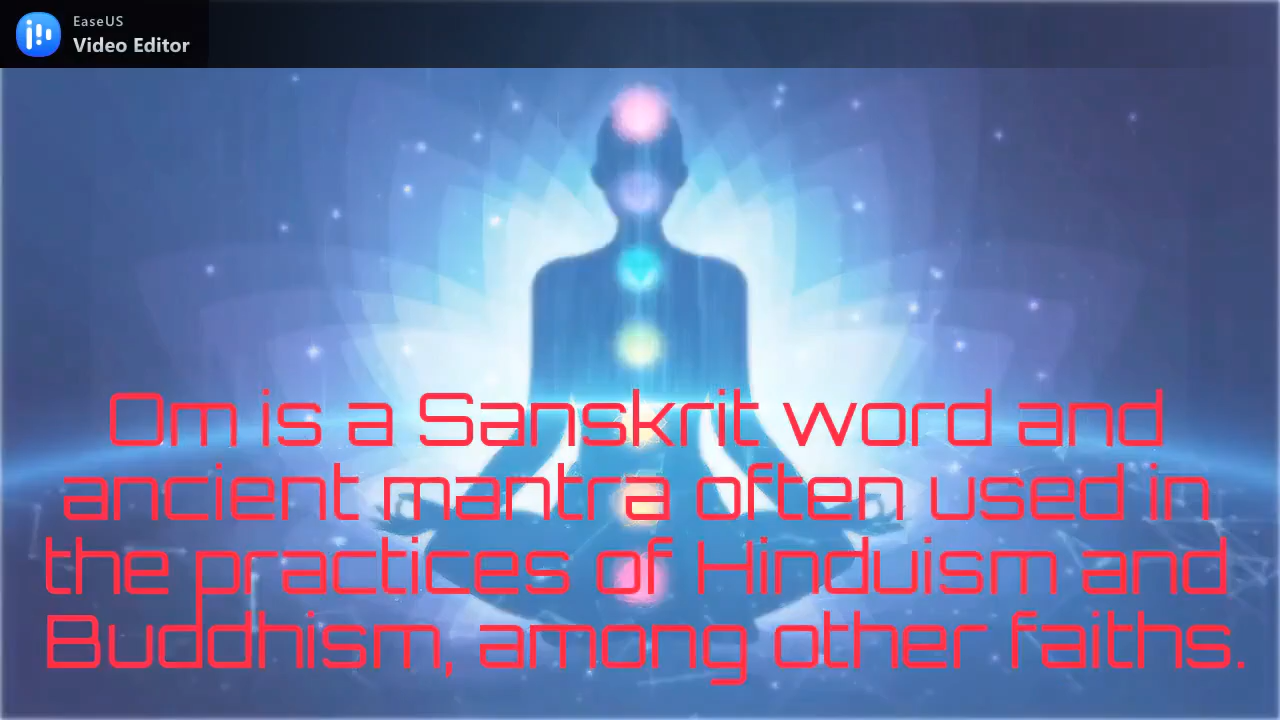 EaseUS
Video Editor
Om is a Sanskrit word and
ancient mantra often used in
the practices of Hinduism and
Buddhism, among other faiths.